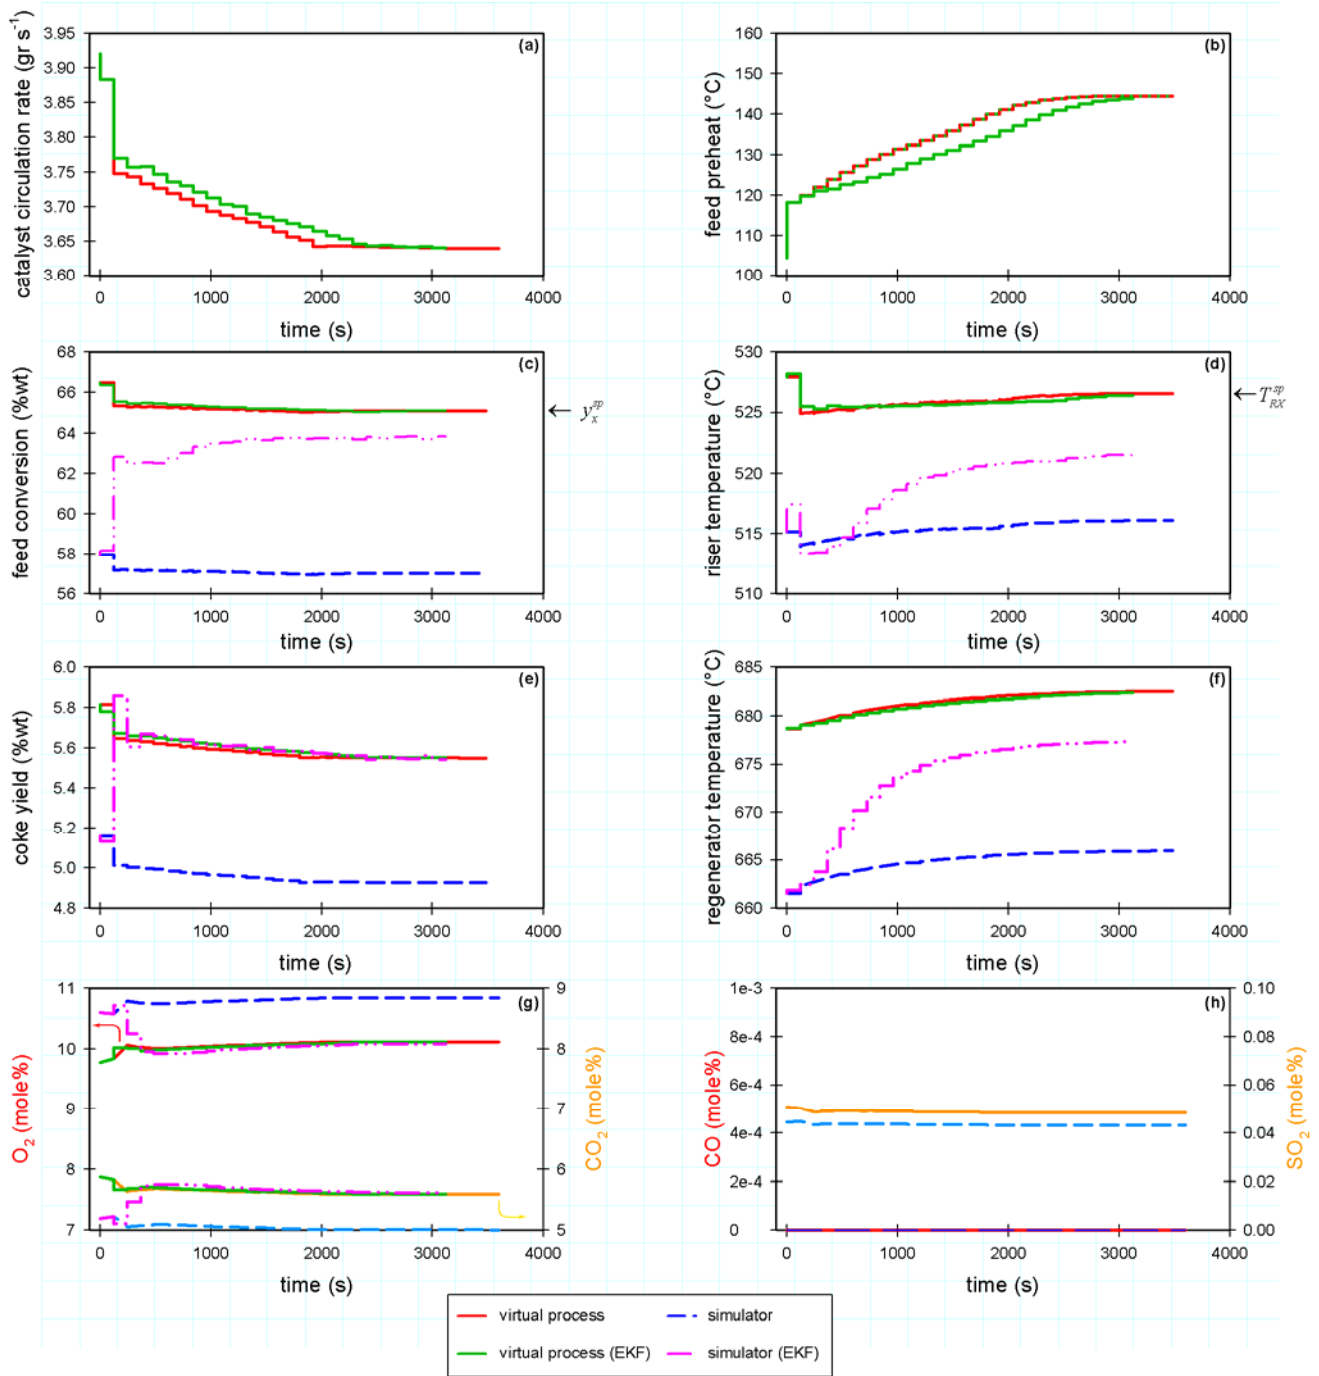 (a)
catalyst circulation rate (gr s⁻¹)
3.95
3.90
3.85
3.80
3.75
3.70
3.65
3.60
0 1000 2000 3000 4000
time (s)
(b)
feed preheat (°C)
160
150
140
130
120
110
100
0 1000 2000 3000 4000
time (s)
(c)
feed conversion (%wt)
68
66
64
62
60
58
56
0 1000 2000 3000 4000
time (s)
← y_x^sp
(d)
riser temperature (°C)
530
525
520
515
510
0 1000 2000 3000 4000
time (s)
← T_RX^sp
(e)
coke yield (%wt)
6.0
5.8
5.6
5.4
5.2
5.0
4.8
0 1000 2000 3000 4000
time (s)
(f)
regenerator temperature (°C)
685
680
675
670
665
660
0 1000 2000 3000 4000
time (s)
(g)
O₂ (mole%)
11
10
9
8
7
CO₂ (mole%)
9
8
7
6
5
0 1000 2000 3000 4000
time (s)
(h)
CO (mole%)
1e-3
8e-4
6e-4
4e-4
2e-4
0
SO₂ (mole%)
0.10
0.08
0.06
0.04
0.02
0.00
0 1000 2000 3000 4000
time (s)
virtual process
simulator
virtual process (EKF)
simulator (EKF)